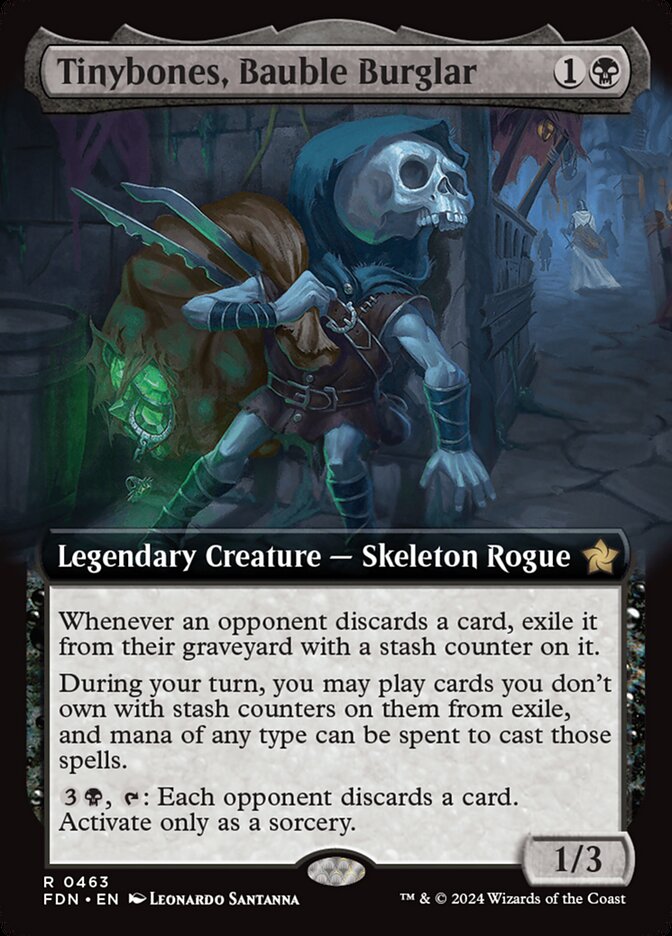 Tinybones, Bauble Burglar 1
Legendary Creature — Skeleton Rogue
Whenever an opponent discards a card, exile it
from their graveyard with a stash counter on it.
During your turn, you may play cards you don't
own with stash counters on them from exile,
and mana of any type can be spent to cast those
spells.
3 , : Each opponent discards a card.
Activate only as a sorcery.
1/3
R 0463
FDN • EN Leonardo Santanna
™ & © 2024 Wizards of the Coast